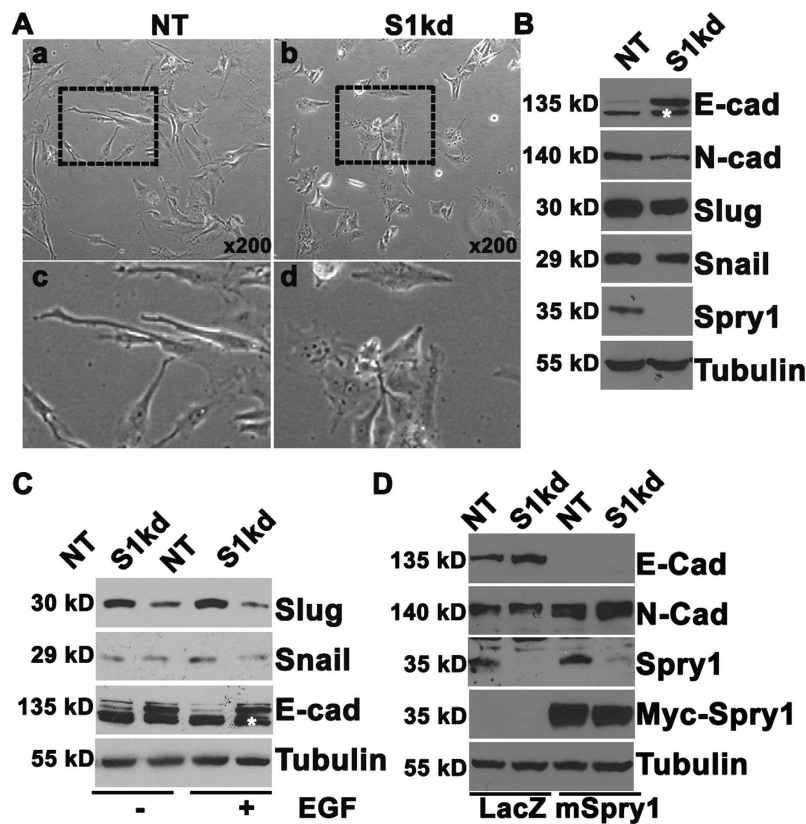 A NT S1kd
a b
x200 x200
c d
B NT S1kd
135 kD E-cad
*
140 kD N-cad
30 kD Slug
29 kD Snail
35 kD Spry1
55 kD Tubulin
C
NT S1kd NT S1kd
30 kD Slug
29 kD Snail
135 kD E-cad
*
55 kD Tubulin
- + EGF
D
NT S1kd NT S1kd
135 kD E-Cad
140 kD N-Cad
35 kD Spry1
35 kD Myc-Spry1
55 kD Tubulin
LacZ mSpry1